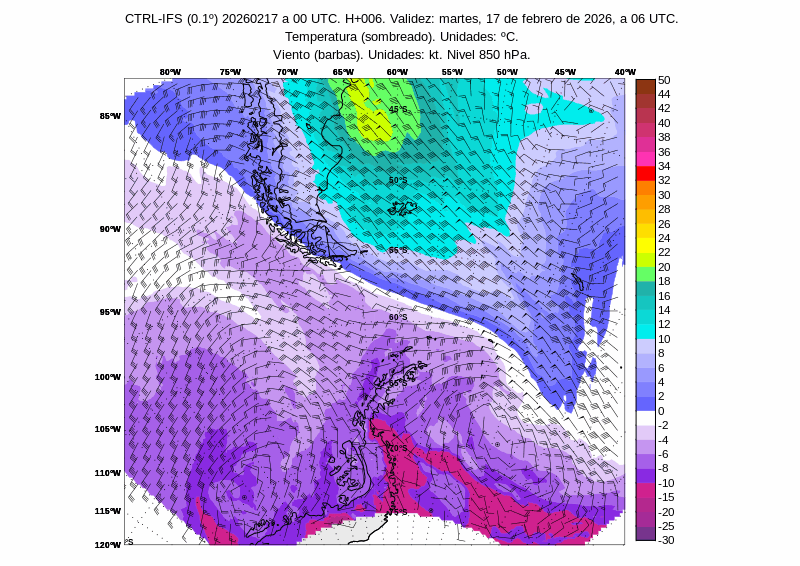 CTRL-IFS (0.1º) 20260217 a 00 UTC. H+006. Validez: martes, 17 de febrero de 2026, a 06 UTC.
Temperatura (sombreado). Unidades: ºC.
Viento (barbas). Unidades: kt. Nivel 850 hPa.
80°W 75°W 70°W 65°W 60°W 55°W 50°W 45°W 40°W
85°W
90°W
95°W
100°W
105°W
110°W
115°W
120°W
45°S
50°S
55°S
60°S
65°S
70°S
75°S
80°S
°S
50
44
42
40
38
36
34
32
30
28
26
24
22
20
18
16
14
12
10
8
6
4
2
0
-2
-4
-6
-8
-10
-15
-20
-25
-30